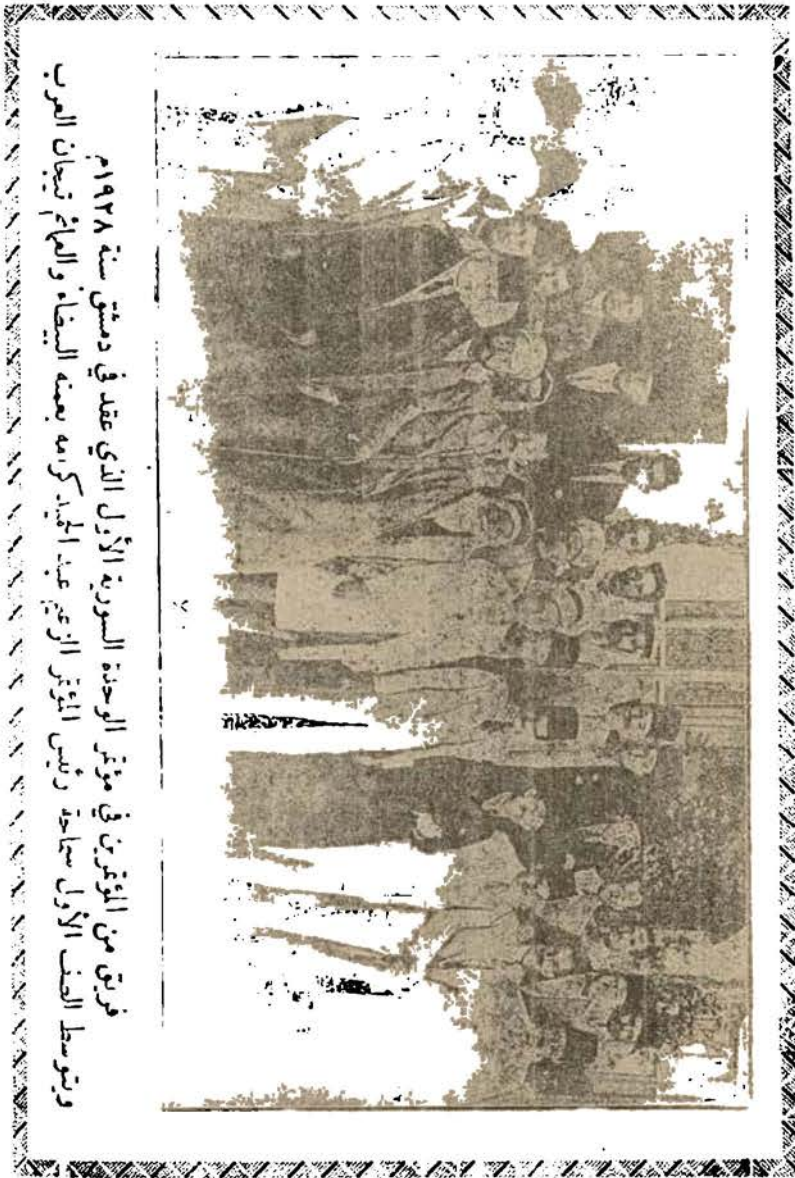 فريق من المؤتمرين في مؤتمر الوحدة السورية الأول الذي عقد في دمشق سنة ١٩٢٨م
ويتوسط الصف الأول سماحة رئيس المؤتمر الزعيم عبد الحميد كرامه بعمته البيضاء والعمائم تيجان العرب